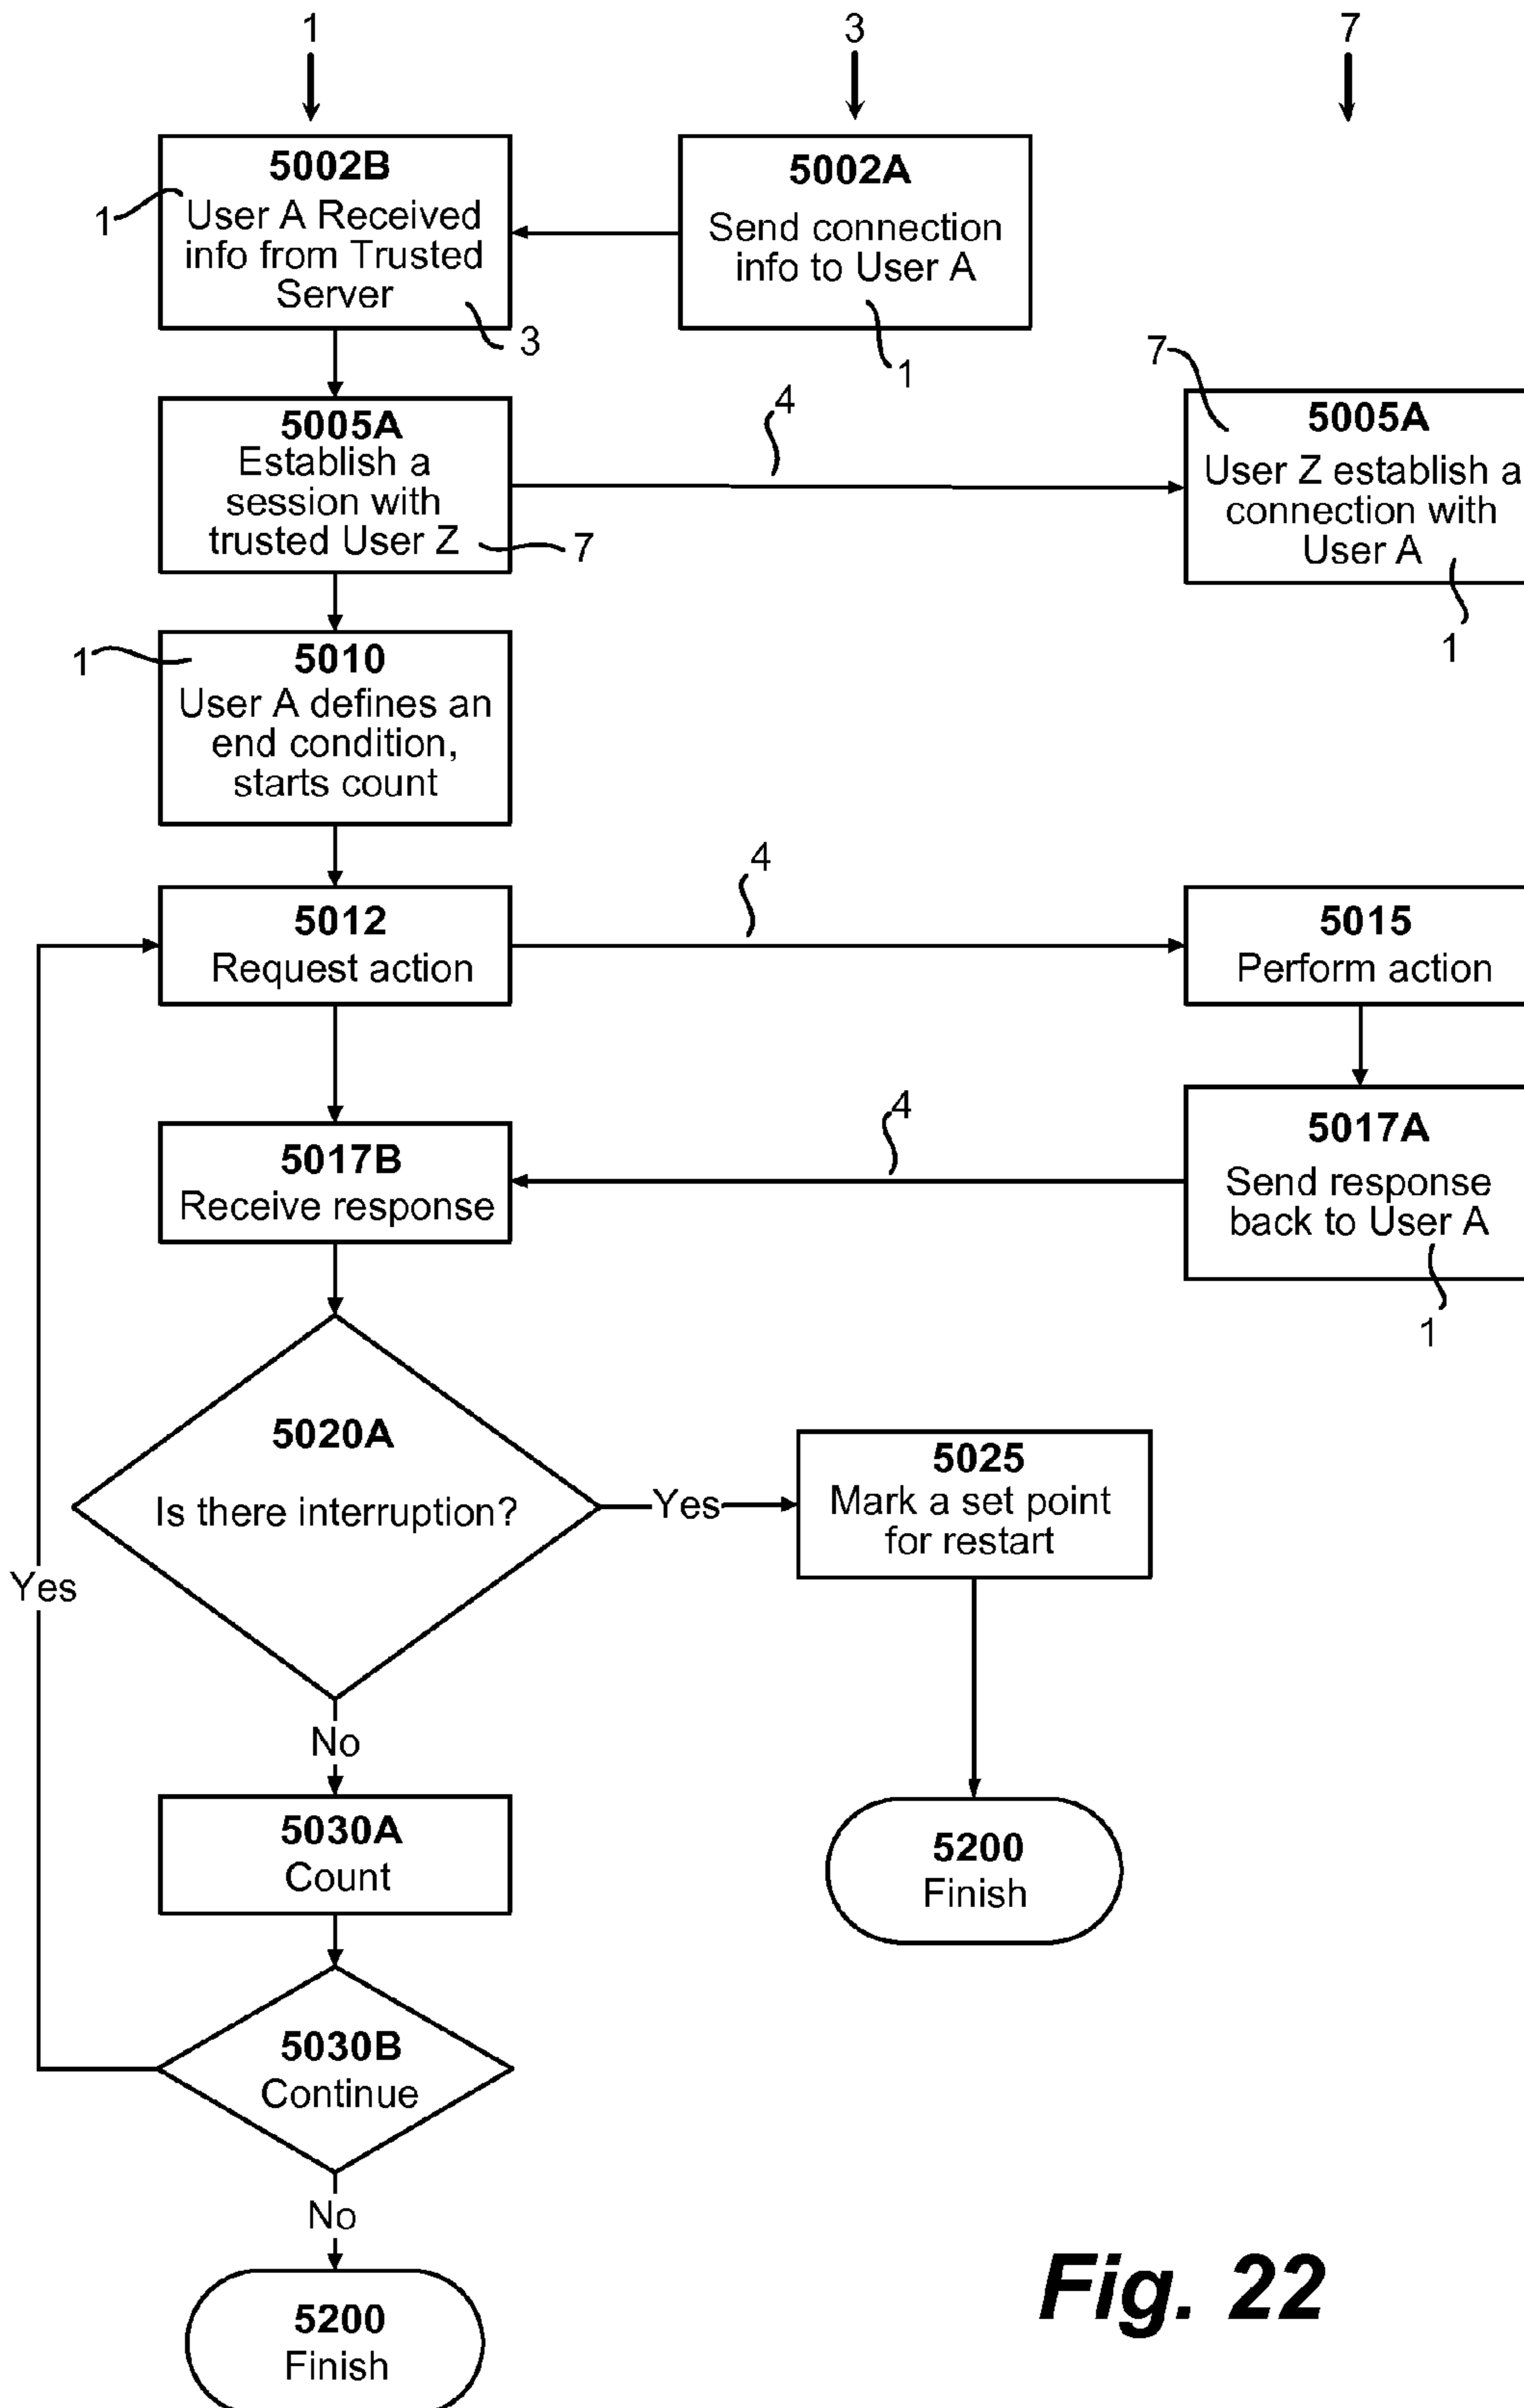 1
3
7
5002B
User A Received
info from Trusted
Server
1
3
5002A
Send connection
info to User A
1
5005A
Establish a
session with
trusted User Z
7
4
7
5005A
User Z establish a
connection with
User A
1
1
5010
User A defines an
end condition,
starts count
5012
Request action
4
5015
Perform action
5017B
Receive response
4
5017A
Send response
back to User A
1
5020A
Is there interruption?
Yes
5025
Mark a set point
for restart
Yes
No
5030A
Count
5200
Finish
5030B
Continue
No
5200
Finish
Fig. 22